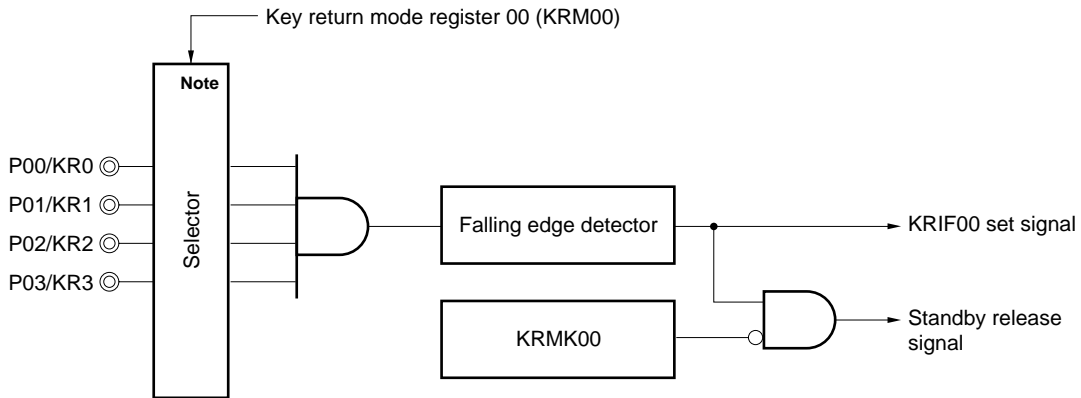 Key return mode register 00 (KRM00)
Note
P00/KR0
P01/KR1
P02/KR2
P03/KR3
Selector
Falling edge detector
KRIF00 set signal
KRMK00
Standby release
signal